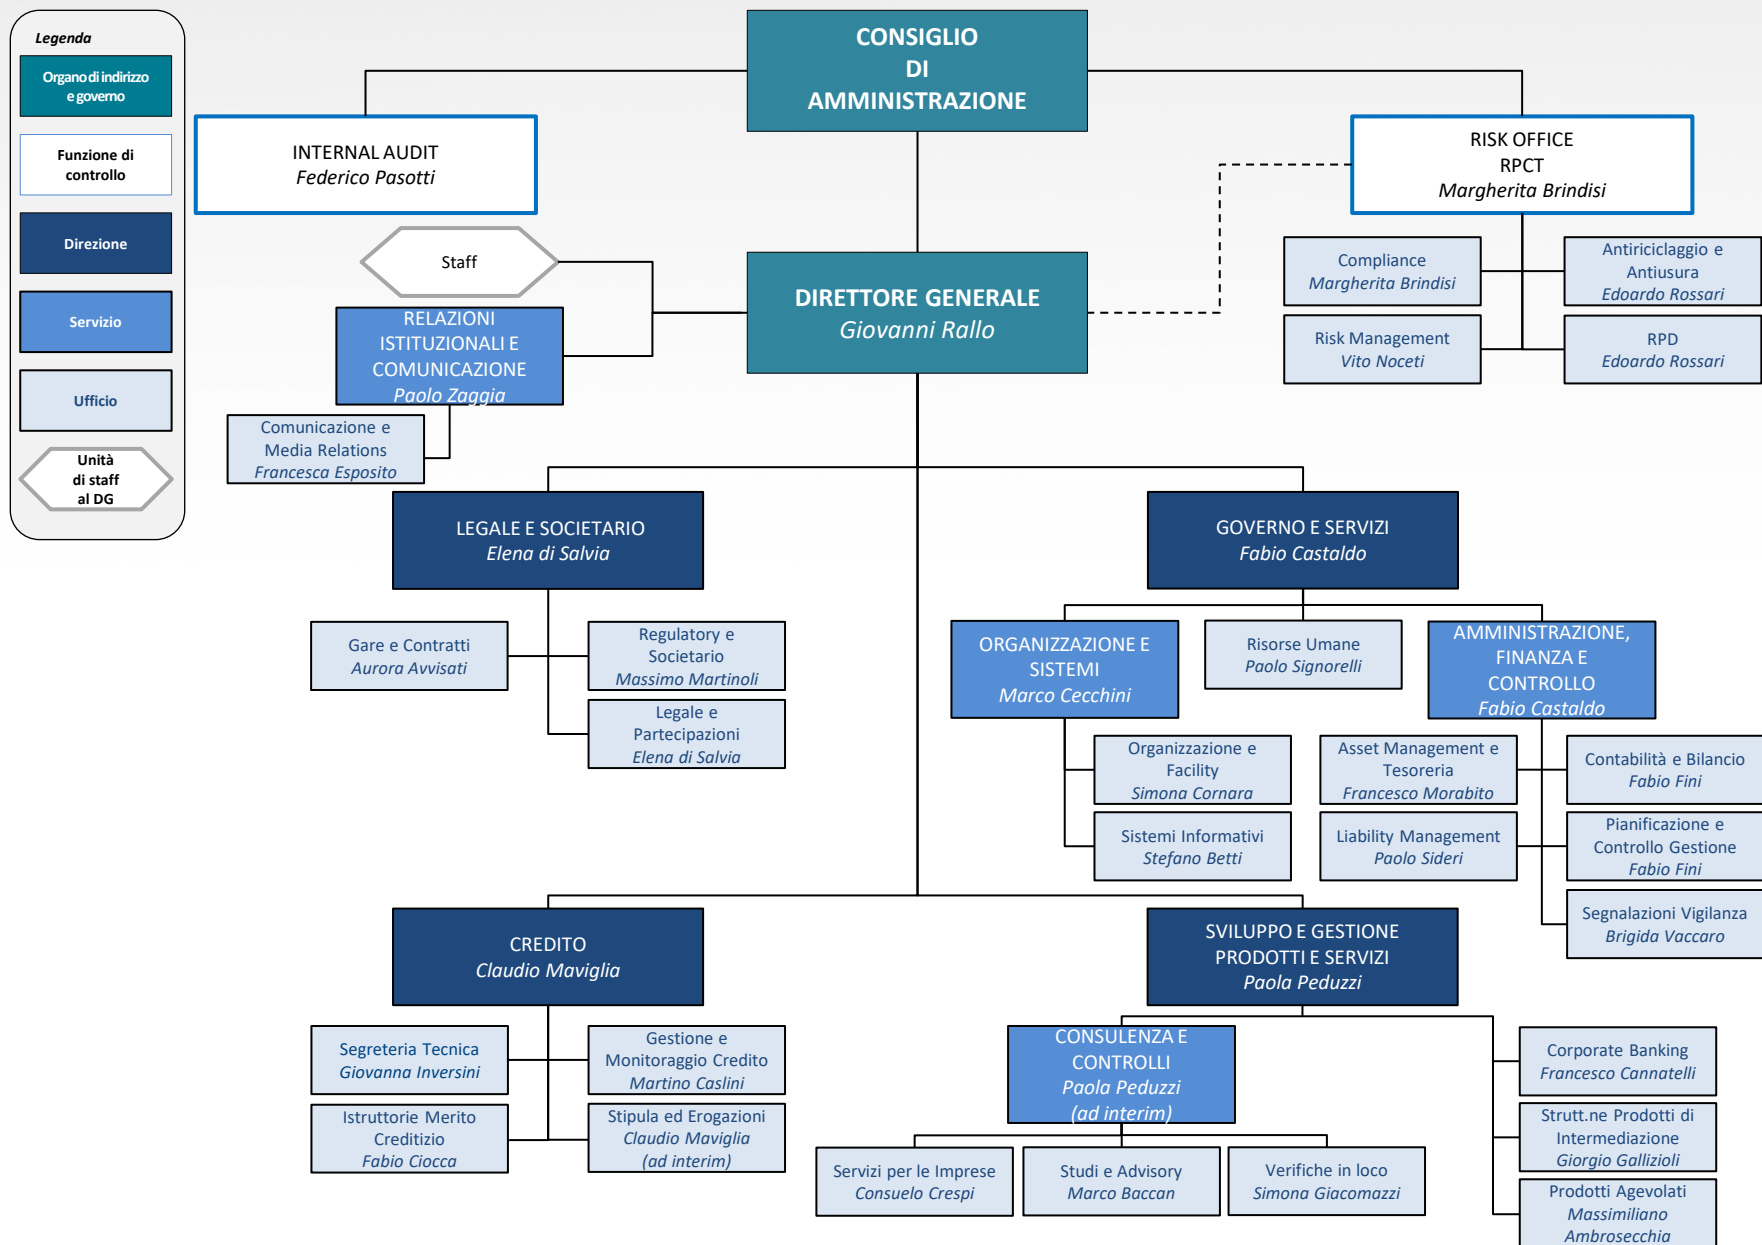 Legenda
Organo di indirizzo
e governo
Funzione di
controllo
Direzione
Servizio
Ufficio
Unità
di staff
al DG
CONSIGLIO
DI
AMMINISTRAZIONE
INTERNAL AUDIT
Federico Pasotti
RISK OFFICE
RPCT
Margherita Brindisi
Staff
DIRETTORE GENERALE
Giovanni Rallo
Compliance
Margherita Brindisi
Antiriciclaggio e
Antiusura
Edoardo Rossari
Risk Management
Vito Noceti
RPD
Edoardo Rossari
RELAZIONI
ISTITUZIONALI E
COMUNICAZIONE
Paolo Zaggia
Comunicazione e
Media Relations
Francesca Esposito
LEGALE E SOCIETARIO
Elena di Salvia
GOVERNO E SERVIZI
Fabio Castaldo
Gare e Contratti
Aurora Avvisati
Regulatory e
Societario
Massimo Martinoli
Legale e
Partecipazioni
Elena di Salvia
ORGANIZZAZIONE E
SISTEMI
Marco Cecchini
Risorse Umane
Paolo Signorelli
AMMINISTRAZIONE,
FINANZA E
CONTROLLO
Fabio Castaldo
Organizzazione e
Facility
Simona Cornara
Sistemi Informativi
Stefano Betti
Asset Management e
Tesoreria
Francesco Morabito
Contabilità e Bilancio
Fabio Fini
Liability Management
Paolo Sideri
Pianificazione e
Controllo Gestione
Fabio Fini
Segnalazioni Vigilanza
Brigida Vaccaro
CREDITO
Claudio Maviglia
SVILUPPO E GESTIONE
PRODOTTI E SERVIZI
Paola Peduzzi
Segreteria Tecnica
Giovanna Inversini
Gestione e
Monitoraggio Credito
Martino Caslini
Istruttorie Merito
Creditizio
Fabio Ciocca
Stipula ed Erogazioni
Claudio Maviglia
(ad interim)
CONSULENZA E
CONTROLLI
Paola Peduzzi
(ad interim)
Servizi per le Imprese
Consuelo Crespi
Studi e Advisory
Marco Baccan
Verifiche in loco
Simona Giacomazzi
Corporate Banking
Francesco Cannatelli
Strutt.ne Prodotti di
Intermediazione
Giorgio Gallizioli
Prodotti Agevolati
Massimiliano
Ambrosecchia